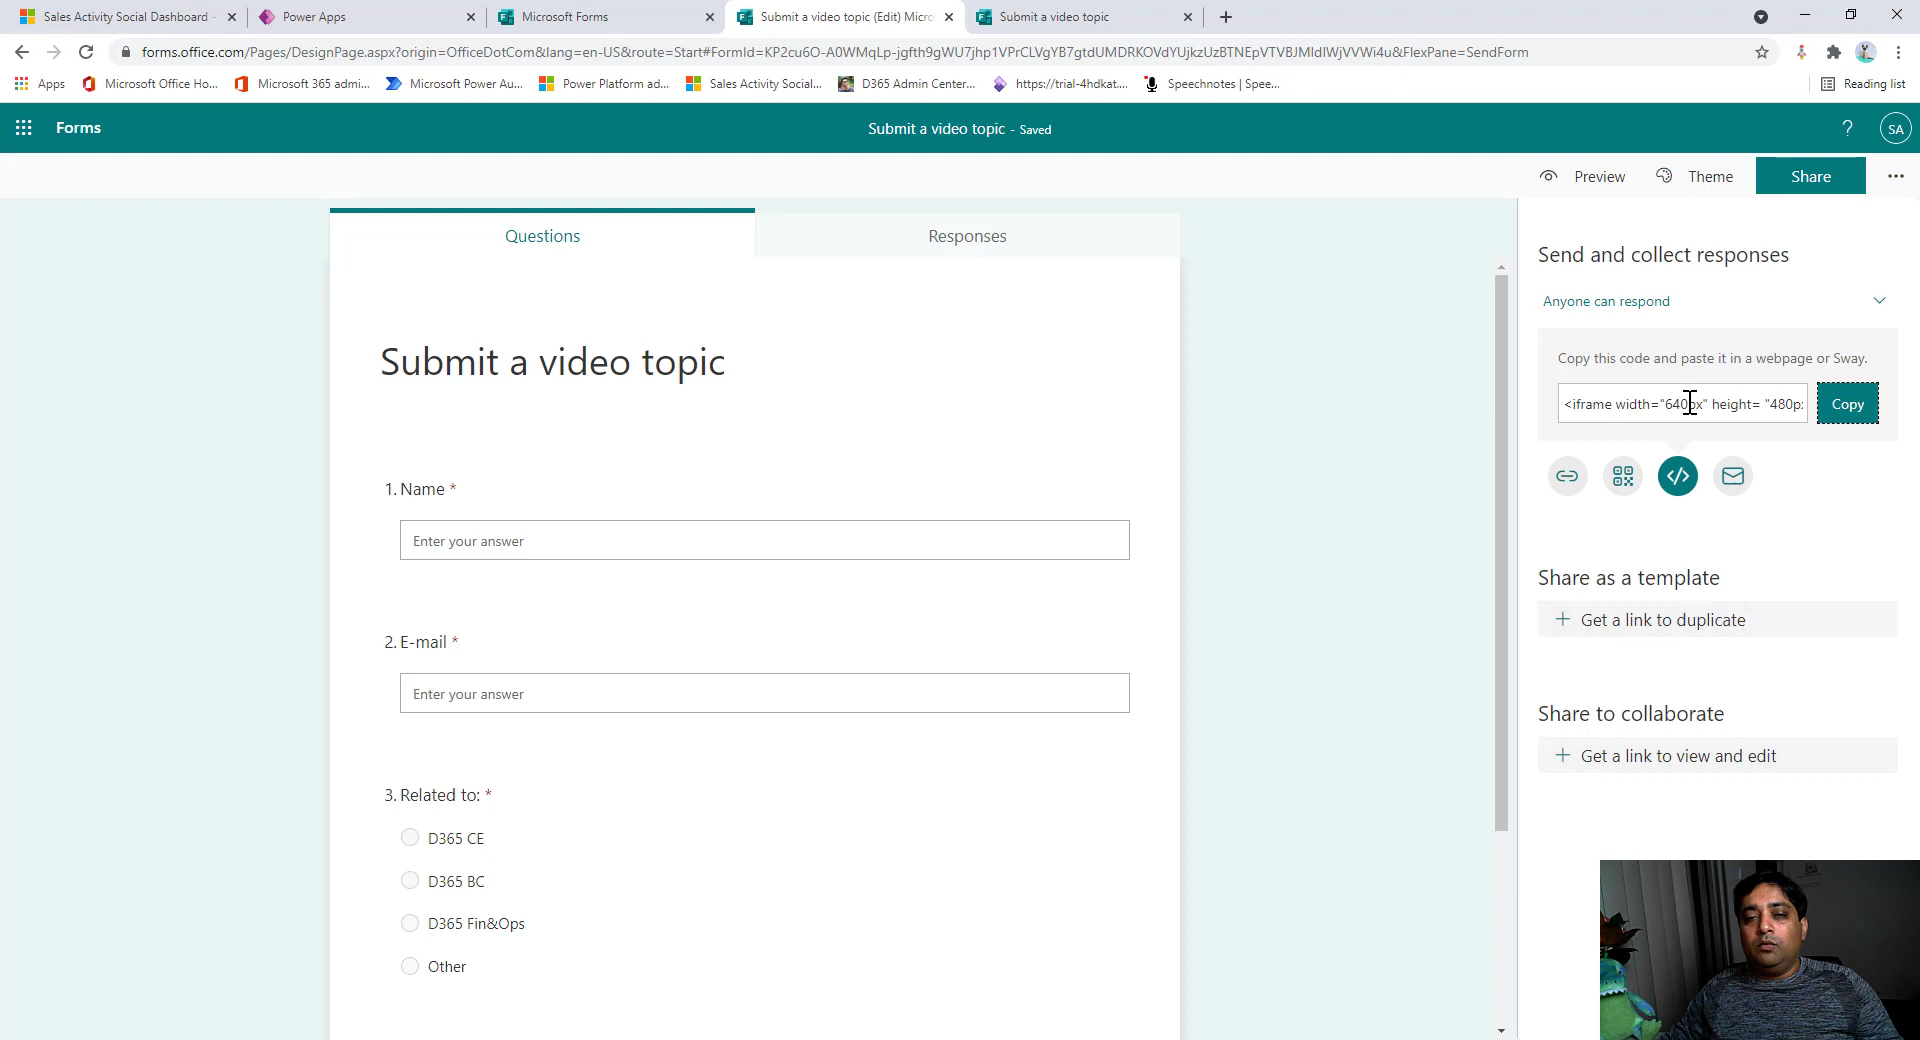 Sales Activity Social Dashboard -
Power Apps
Microsoft Forms
Submit a video topic (Edit) Micro
Submit a video topic
forms.office.com/Pages/DesignPage.aspx?origin=OfficeDotCom&lang=en-US&route=Start#FormId=KP2cu6O-A0WMqLp-jgfth9gWU7jhp1VPrCLVgYB7gtdUMDRKOVdYUjkzUzBTNEpVTVBJMldIWjVVWi4u&FlexPane=SendForm
Apps
Microsoft Office Ho...
Microsoft 365 admi...
Microsoft Power Au...
Power Platform ad...
Sales Activity Social...
D365 Admin Center...
https://trial-4hdkat....
Speechnotes | Spee...
Reading list
Forms
Submit a video topic - Saved
?
SA
Preview
Theme
Share
Questions
Responses
Submit a video topic
1. Name *
Enter your answer
2. E-mail *
Enter your answer
3. Related to: *
D365 CE
D365 BC
D365 Fin&Ops
Other
Send and collect responses
Anyone can respond
Copy this code and paste it in a webpage or Sway.
<iframe width="640px" height= "480p
Copy
Share as a template
Get a link to duplicate
Share to collaborate
Get a link to view and edit